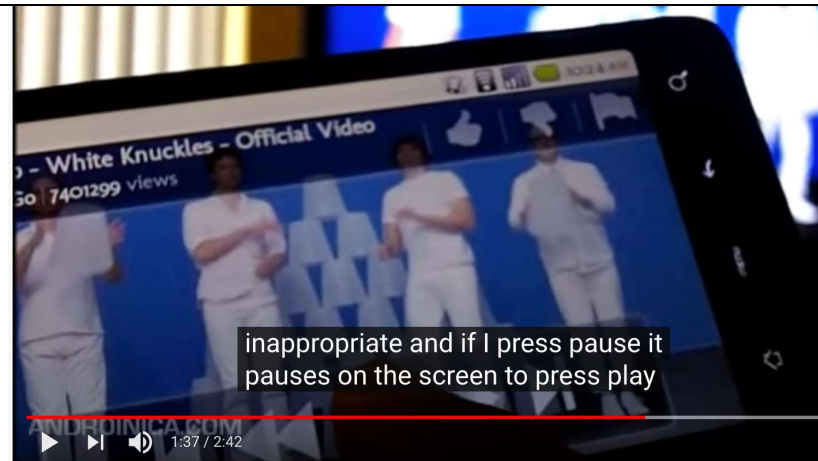 10:24 AM
- White Knuckles - Official Video
Go 7401299 views
inappropriate and if I press pause it
pauses on the screen to press play
ANDROINICA.COM
1:37 / 2:42